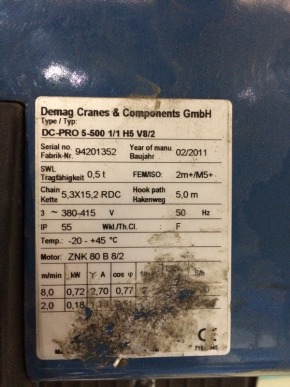 Demag Cranes & Components GmbH
Type / Typ:
DC-PRO 5-500 1/1 H5 V8/2
Serial no. Fabrik-Nr. 94201352 Year of manu. Baujahr 02/2011
SWL Tragfähigkeit 0,5 t FEM/ISO: 2m+/M5+
Chain Kette 5,3X15,2 RDC Hook path Hakenweg 5,0 m
3 ~ 380-415 V 50 Hz
IP 55 Wkl./Th.Cl. : F
Temp.: -20 - +45 °C
Motor: ZNK 80 B 8/2
m/min kW A cos φ
8,0 0,72 2,70 0,77
2,0 0,18
CE